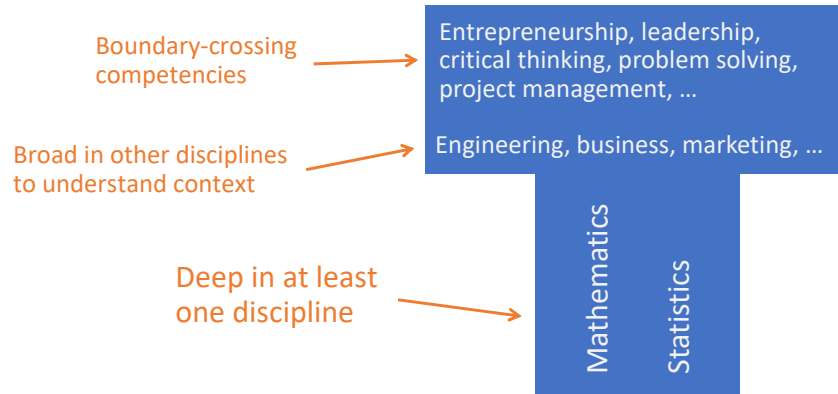 Boundary-crossing
competencies
Entrepreneurship, leadership,
critical thinking, problem solving,
project management, ...
Broad in other disciplines
to understand context
Engineering, business, marketing, ...
Deep in at least
one discipline
Mathematics
Statistics